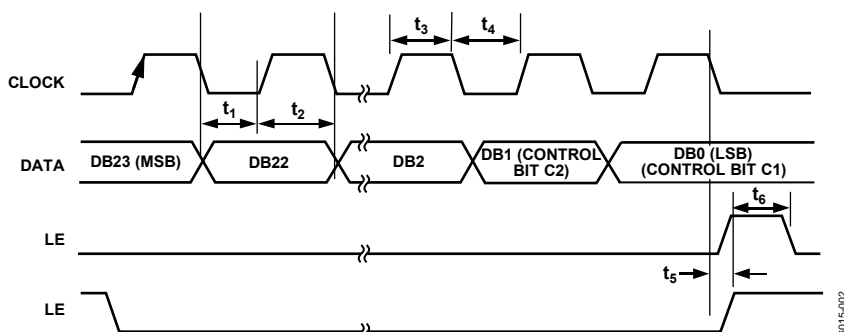 t3
t4
CLOCK
t1
t2
DATA
DB23 (MSB)
DB22
DB2
DB1 (CONTROL
BIT C2)
DB0 (LSB)
(CONTROL BIT C1)
t6
LE
t5
LE